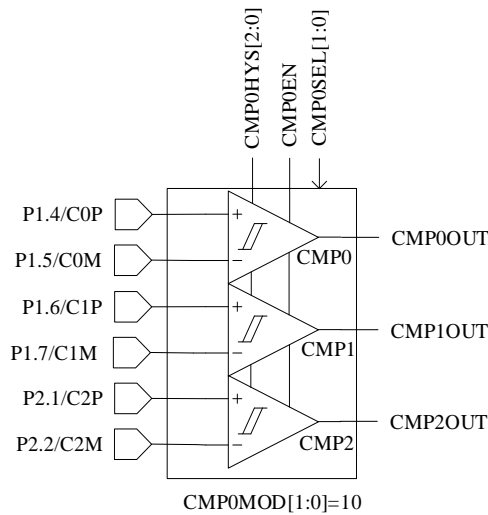 CMP0HYS[2:0]
CMP0EN
CMP0SEL[1:0]
P1.4/C0P
+
CMP0OUT
P1.5/C0M
−
CMP0
P1.6/C1P
+
CMP1OUT
P1.7/C1M
−
CMP1
P2.1/C2P
+
CMP2OUT
P2.2/C2M
−
CMP2
CMP0MOD[1:0]=10